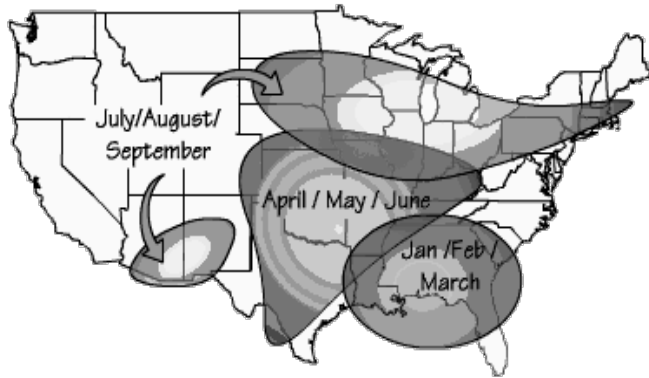 July/August/
September
April / May / June
Jan /Feb /
March